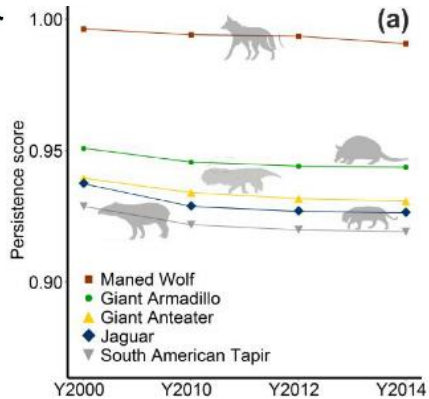 (a)
1.00
0.95
0.90
Persistence score
Maned Wolf
Giant Armadillo
Giant Anteater
Jaguar
South American Tapir
Y2000 Y2010 Y2012 Y2014